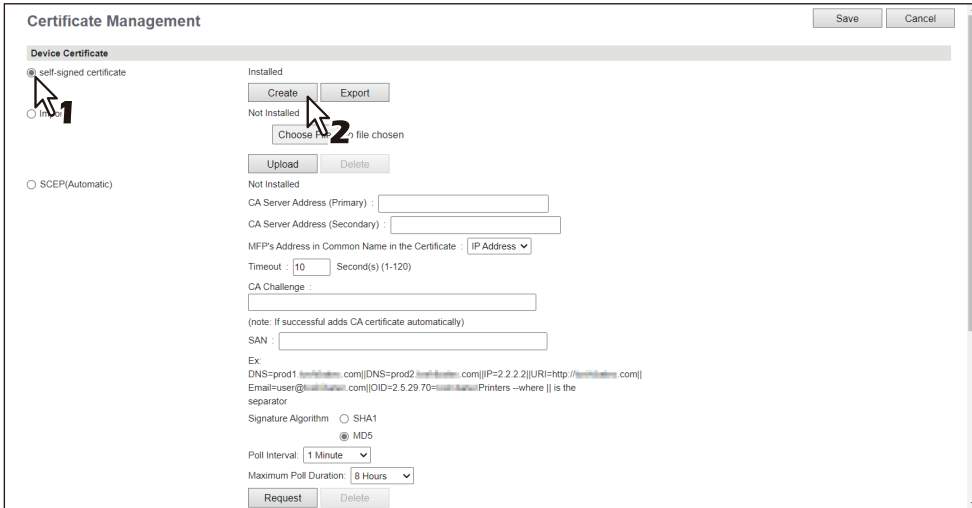 Certificate Management
Save Cancel
Device Certificate
self-signed certificate Installed
Create Export
1
2
Not Installed
Choose file chosen
Upload Delete
SCEP(Automatic) Not Installed
CA Server Address (Primary) :
CA Server Address (Secondary) :
MFP's Address in Common Name in the Certificate : IP Address
Timeout : 10 Second(s) (1-120)
CA Challenge :
(note: If successful adds CA certificate automatically)
SAN :
Ex:
DNS=prod1. .com||DNS=prod2. .com||IP=2.2.2.2||URI=http:// .com||
Email=user@ .com||OID=2.5.29.70= Printers --where || is the
separator
Signature Algorithm SHA1
MD5
Poll Interval: 1 Minute
Maximum Poll Duration: 8 Hours
Request Delete